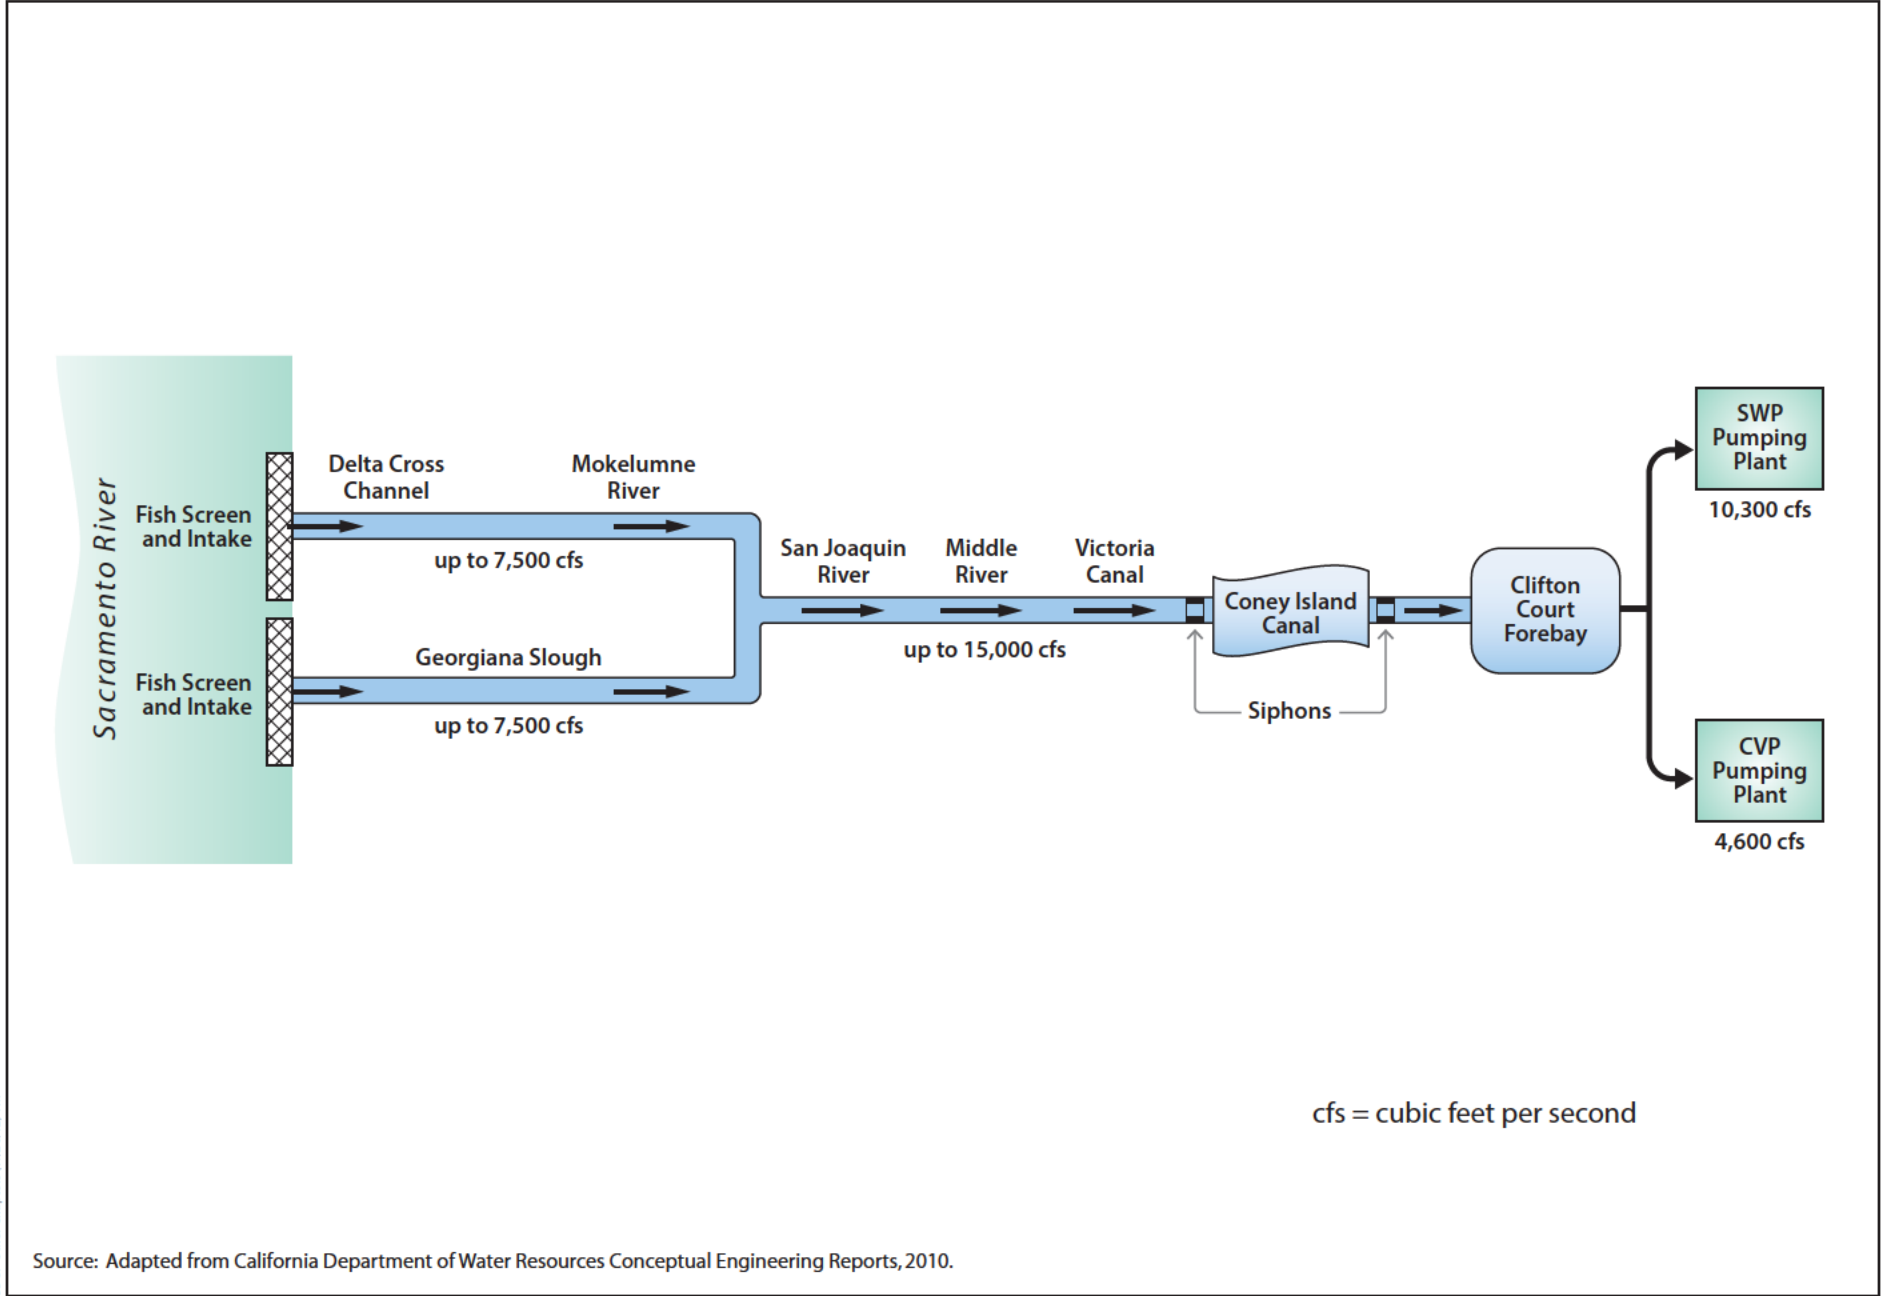 Sacramento River
Fish Screen
and Intake
Fish Screen
and Intake
Delta Cross
Channel
Mokelumne
River
up to 7,500 cfs
Georgiana Slough
up to 7,500 cfs
San Joaquin
River
Middle
River
Victoria
Canal
up to 15,000 cfs
Coney Island
Canal
Siphons
Clifton
Court
Forebay
SWP
Pumping
Plant
10,300 cfs
CVP
Pumping
Plant
4,600 cfs
cfs = cubic feet per second
Source: Adapted from California Department of Water Resources Conceptual Engineering Reports, 2010.